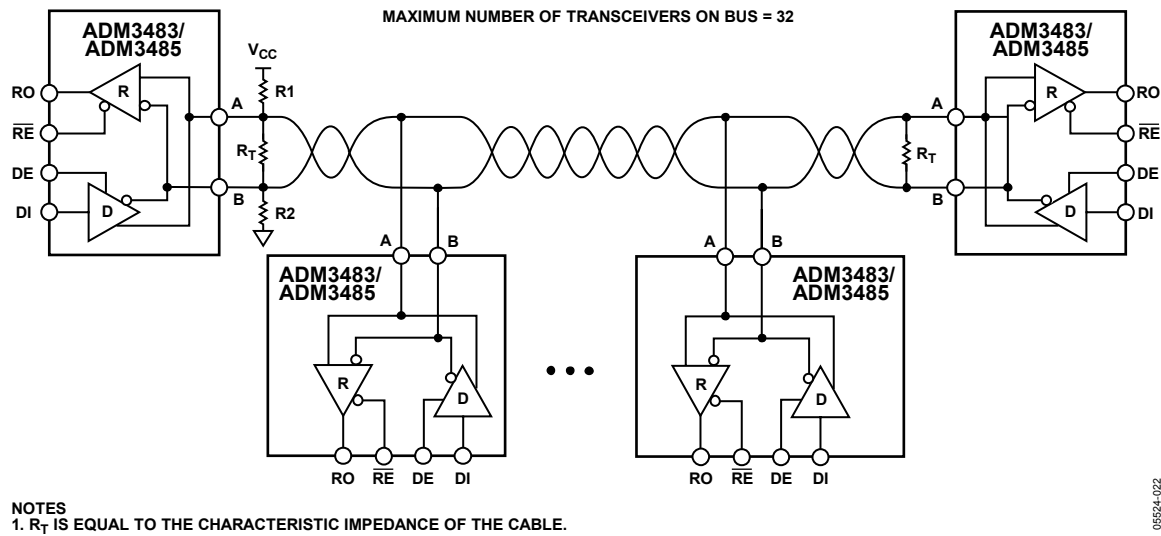 MAXIMUM NUMBER OF TRANSCEIVERS ON BUS = 32
ADM3483/
ADM3485
RO
RE
DE
DI
R
D
A
B
VCC
R1
RT
R2
ADM3483/
ADM3485
A
B
R
D
RO
RE
DE
DI
ADM3483/
ADM3485
A
B
R
D
RO
RE
DE
DI
ADM3483/
ADM3485
A
B
RT
R
D
RO
RE
DE
DI
NOTES
1. RT IS EQUAL TO THE CHARACTERISTIC IMPEDANCE OF THE CABLE.
05524-022